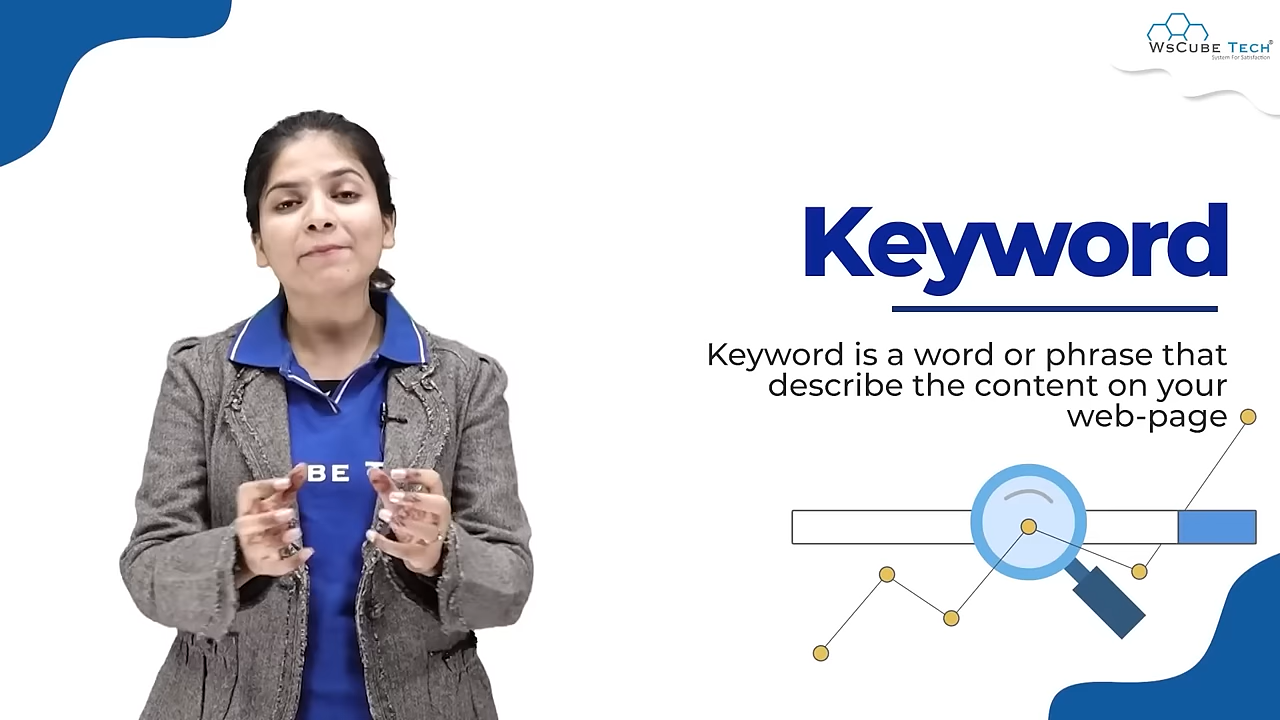 WSCUBE TECH®
System For Satisfaction
Keyword
Keyword is a word or phrase that
describe the content on your
web-page
BE